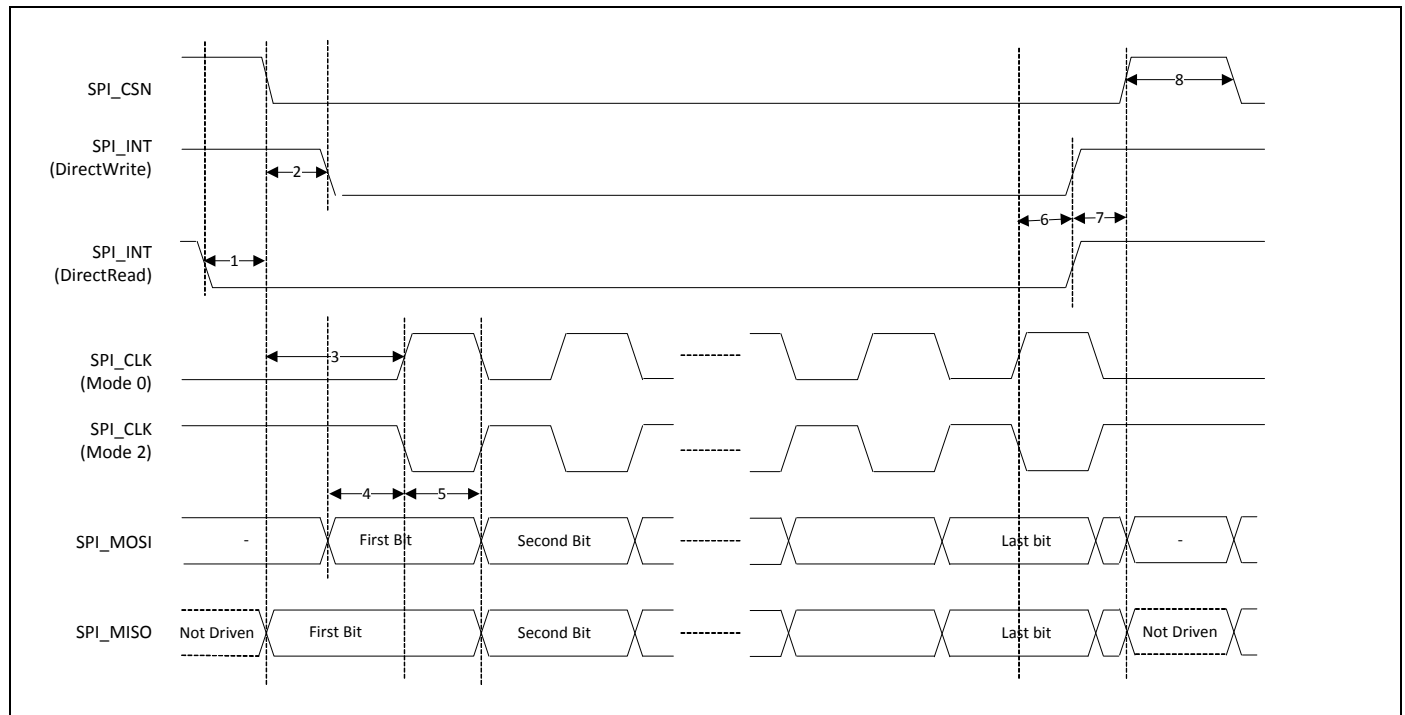 SPI_CSN
8
SPI_INT
(DirectWrite)
2
6
7
SPI_INT
(DirectRead)
1
SPI_CLK
(Mode 0)
3
SPI_CLK
(Mode 2)
4
5
SPI_MOSI
-
First Bit
Second Bit
Last bit
-
SPI_MISO
Not Driven
First Bit
Second Bit
Last bit
Not Driven